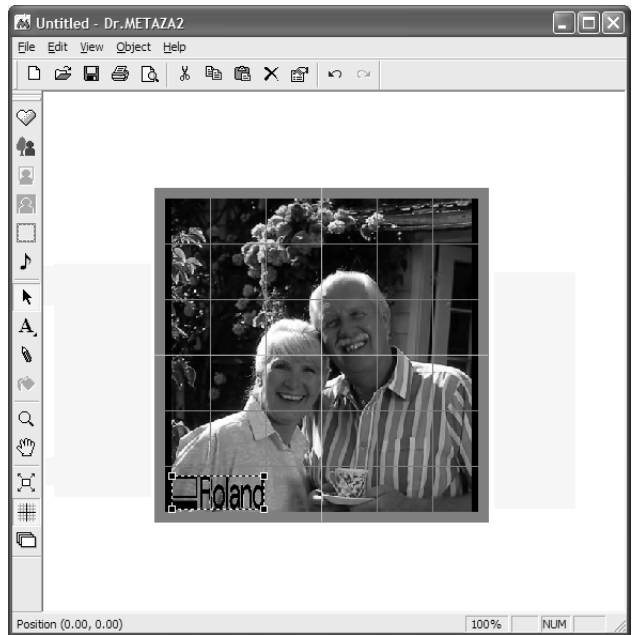 Untitled - Dr.METAZA2
File Edit View Object Help
A
Roland
Position (0.00, 0.00) 100% NUM